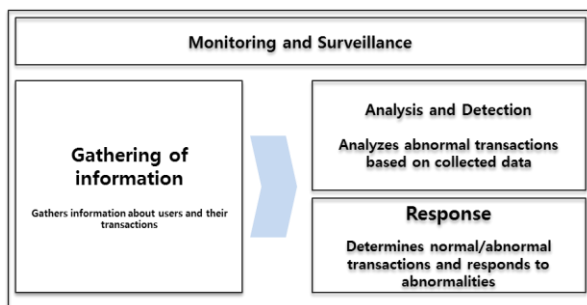 Monitoring and Surveillance
Gathering of
information
Gathers information about users and their
transactions
Analysis and Detection
Analyzes abnormal transactions
based on collected data
Response
Determines normal/abnormal
transactions and responds to
abnormalities